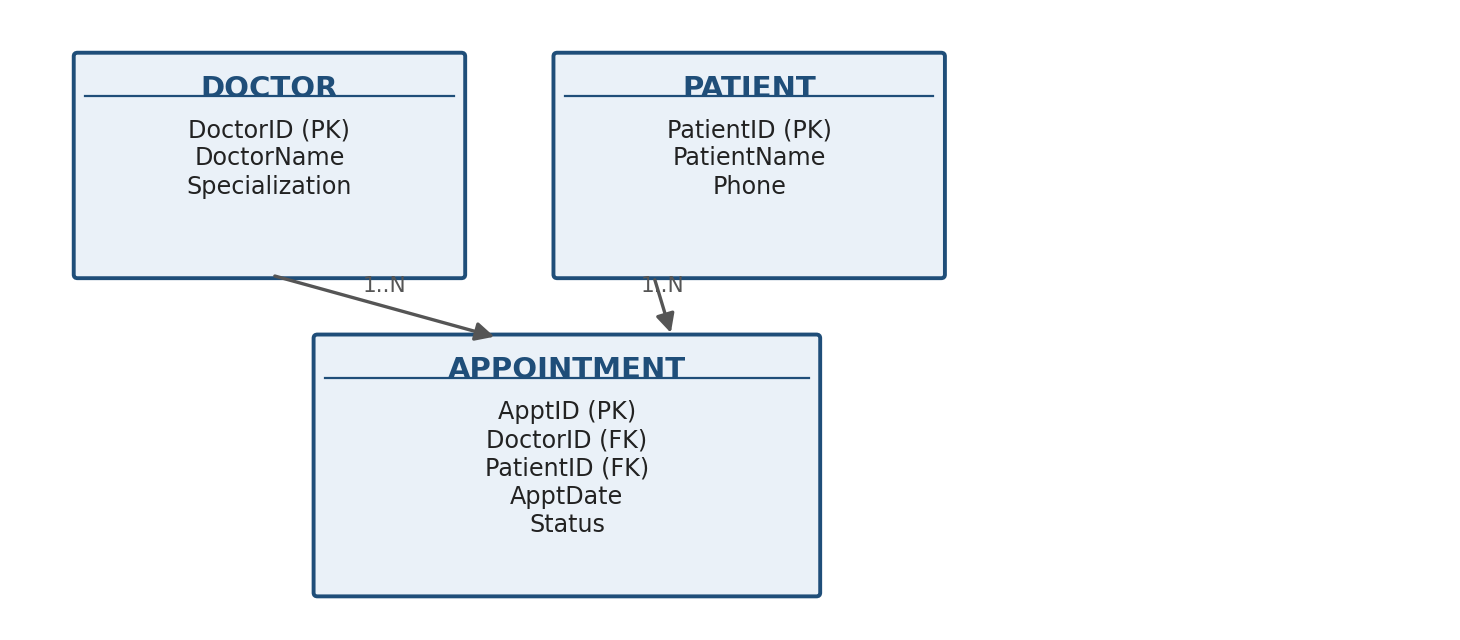 DOCTOR
DoctorID (PK)
DoctorName
Specialization
PATIENT
PatientID (PK)
PatientName
Phone
1..N
1..N
APPOINTMENT
ApptID (PK)
DoctorID (FK)
PatientID (FK)
ApptDate
Status